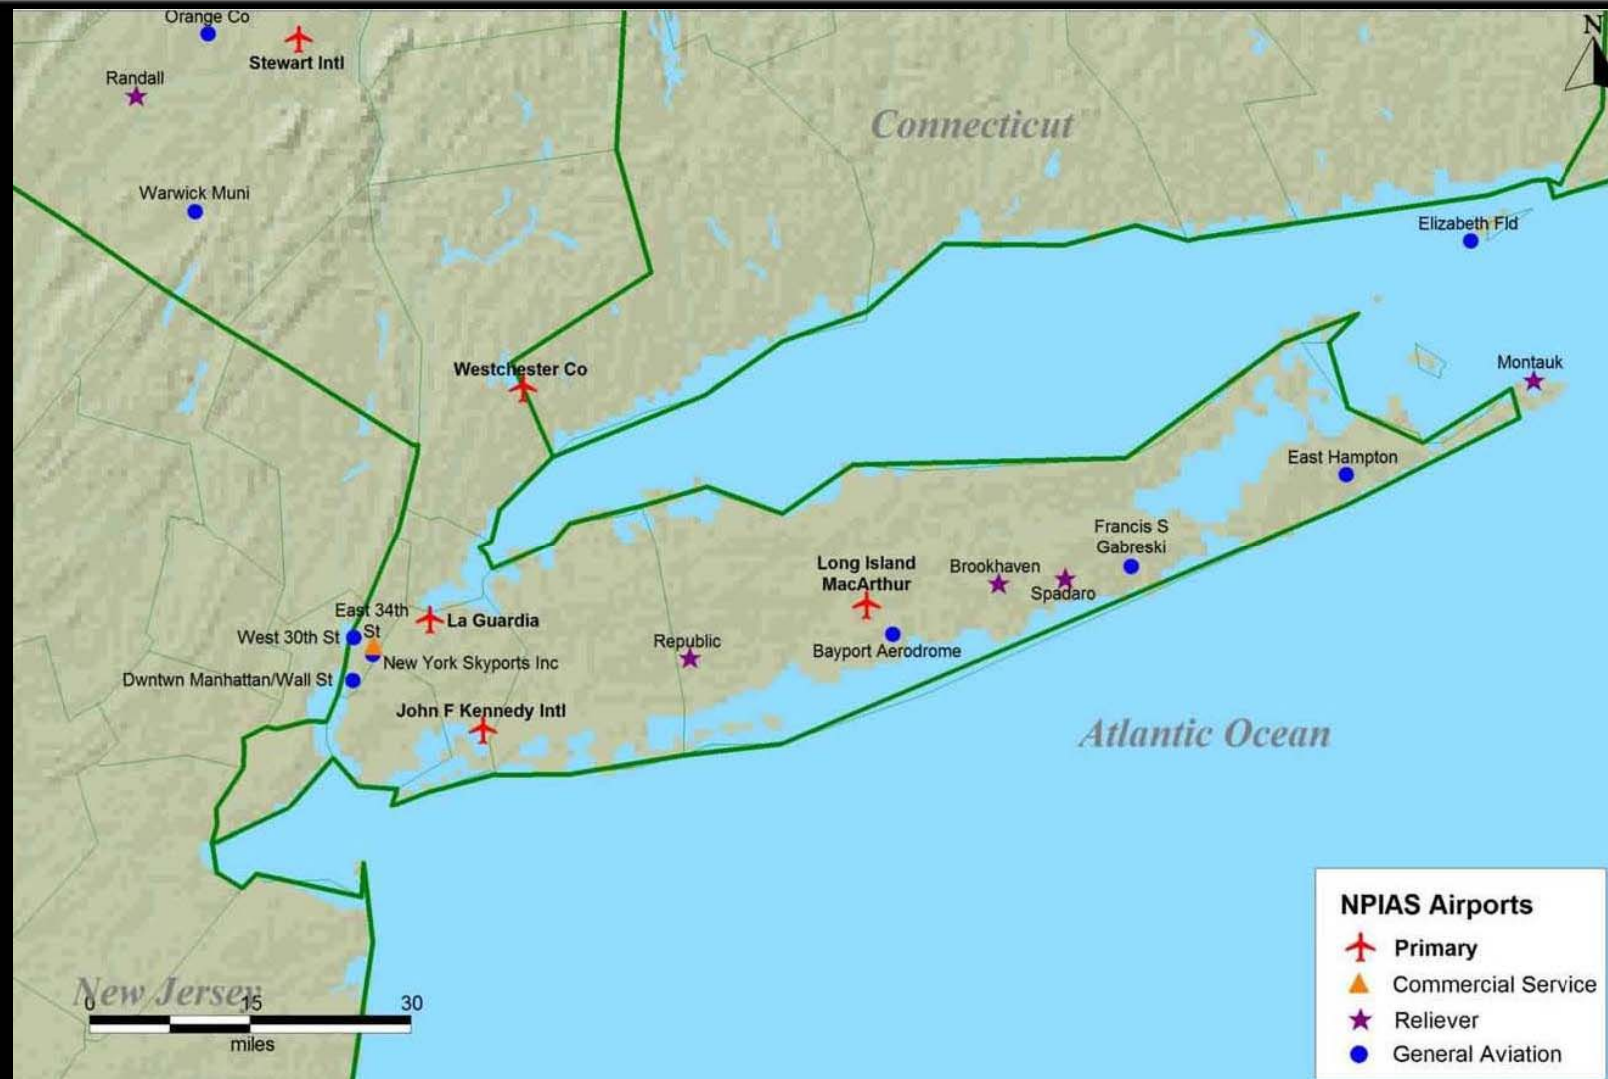 Orange Co
Stewart Intl
Randall
N
Connecticut
Warwick Muni
Elizabeth Fld
Westchester Co
Montauk
East Hampton
Francis S
Gabreski
Long Island
MacArthur
Brookhaven
Spadaro
East 34th
St
La Guardia
West 30th St
Republic
Bayport Aerodrome
New York Skyports Inc
Dwntwn Manhattan/Wall St
John F Kennedy Intl
Atlantic Ocean
New Jersey
0 15 30
miles
NPIAS Airports
Primary
Commercial Service
Reliever
General Aviation